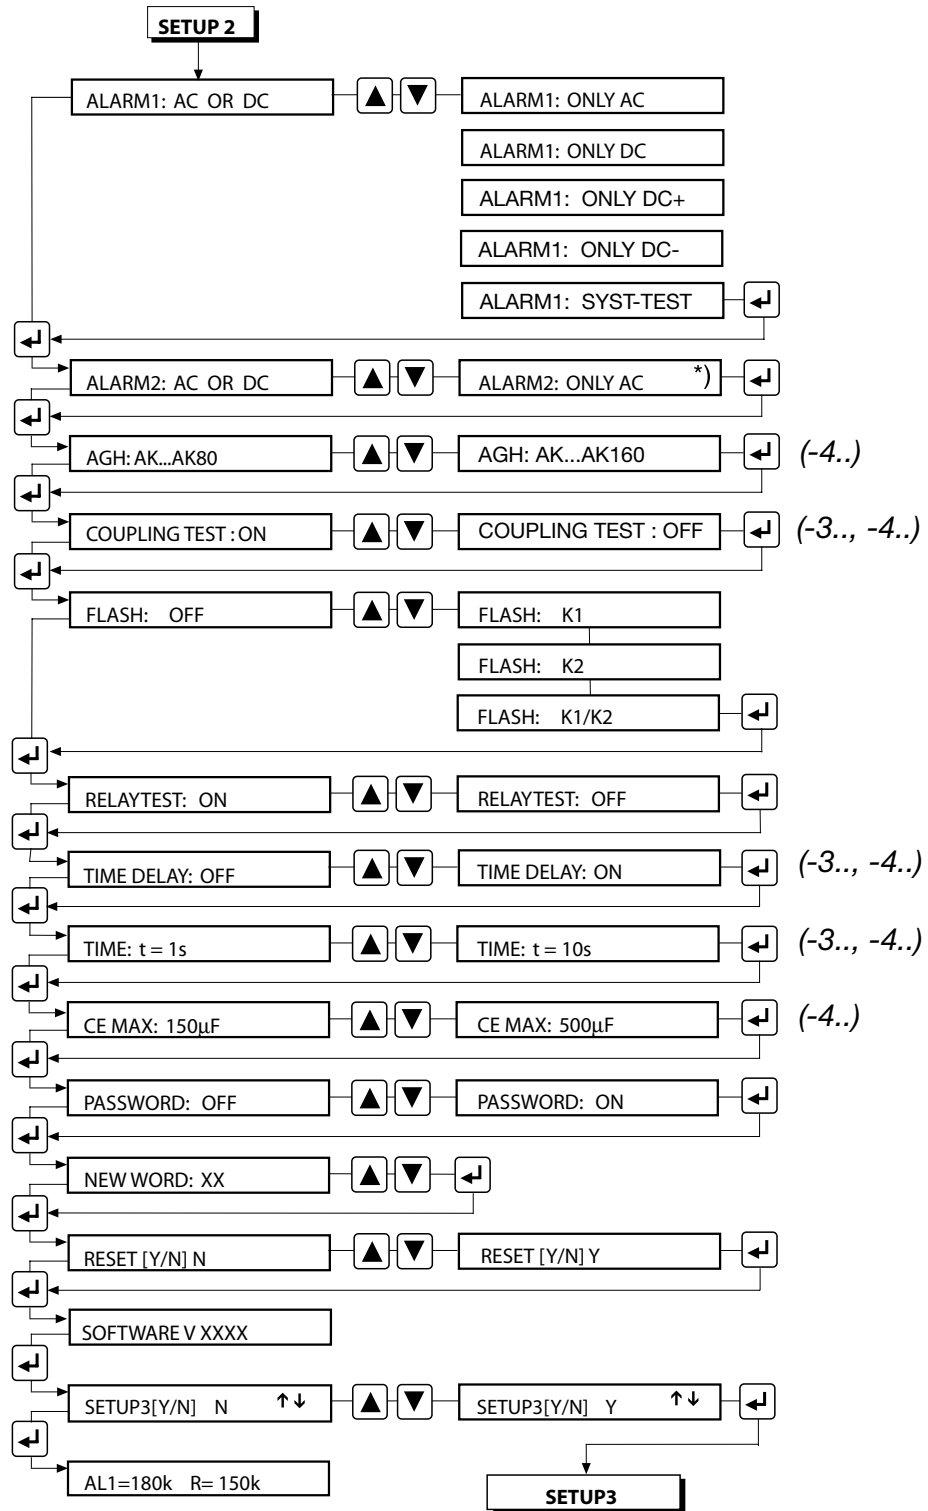 SETUP 2
ALARM1: AC OR DC
ALARM1: ONLY AC
ALARM1: ONLY DC
ALARM1: ONLY DC+
ALARM1: ONLY DC-
ALARM1: SYST-TEST
ALARM2: AC OR DC
ALARM2: ONLY AC *)
AGH: AK...AK80
AGH: AK...AK160
(-4..)
COUPLING TEST : ON
COUPLING TEST : OFF
(-3.., -4..)
FLASH: OFF
FLASH: K1
FLASH: K2
FLASH: K1/K2
RELAYTEST: ON
RELAYTEST: OFF
TIME DELAY: OFF
TIME DELAY: ON
(-3.., -4..)
TIME: t = 1s
TIME: t = 10s
(-3.., -4..)
CE MAX: 150µF
CE MAX: 500µF
(-4..)
PASSWORD: OFF
PASSWORD: ON
NEW WORD: XX
RESET [Y/N] N
RESET [Y/N] Y
SOFTWARE V XXXX
SETUP3[Y/N] N ↑↓
SETUP3[Y/N] Y ↑↓
AL1=180k R= 150k
SETUP3